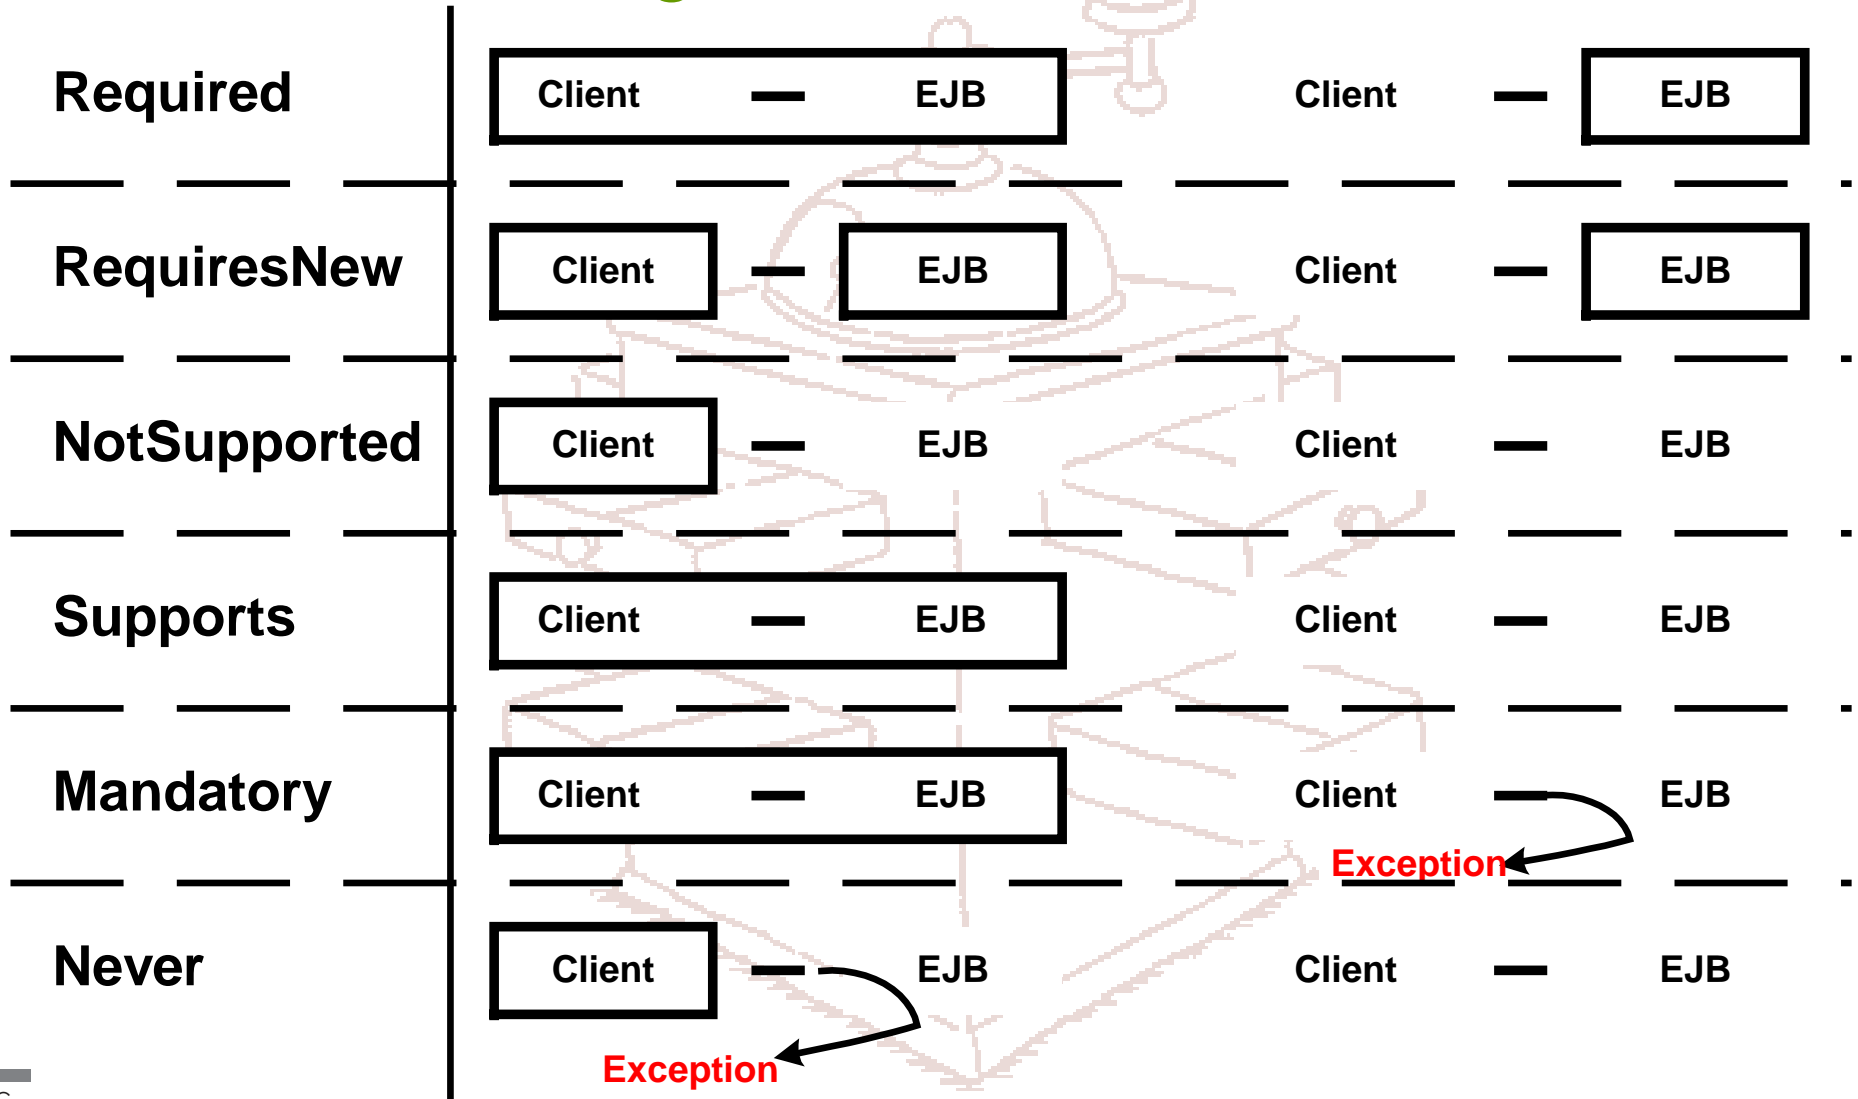 Required Client EJB Client EJB
RequiresNew Client EJB Client EJB
NotSupported Client EJB Client EJB
Supports Client EJB Client EJB
Mandatory Client EJB Client EJB
Exception
Never Client EJB Client EJB
Exception